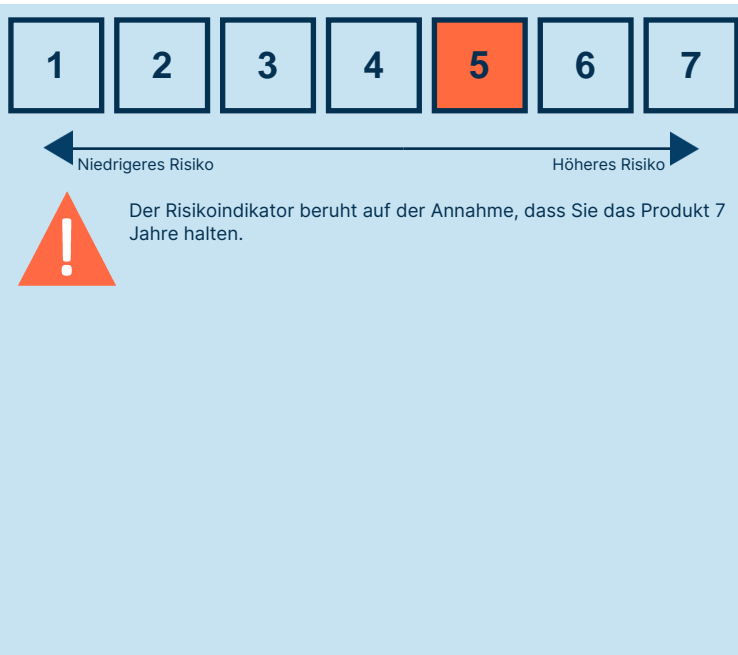 1 2 3 4 5 6 7
Niedrigeres Risiko Höheres Risiko
!
Der Risikoindikator beruht auf der Annahme, dass Sie das Produkt 7
Jahre halten.